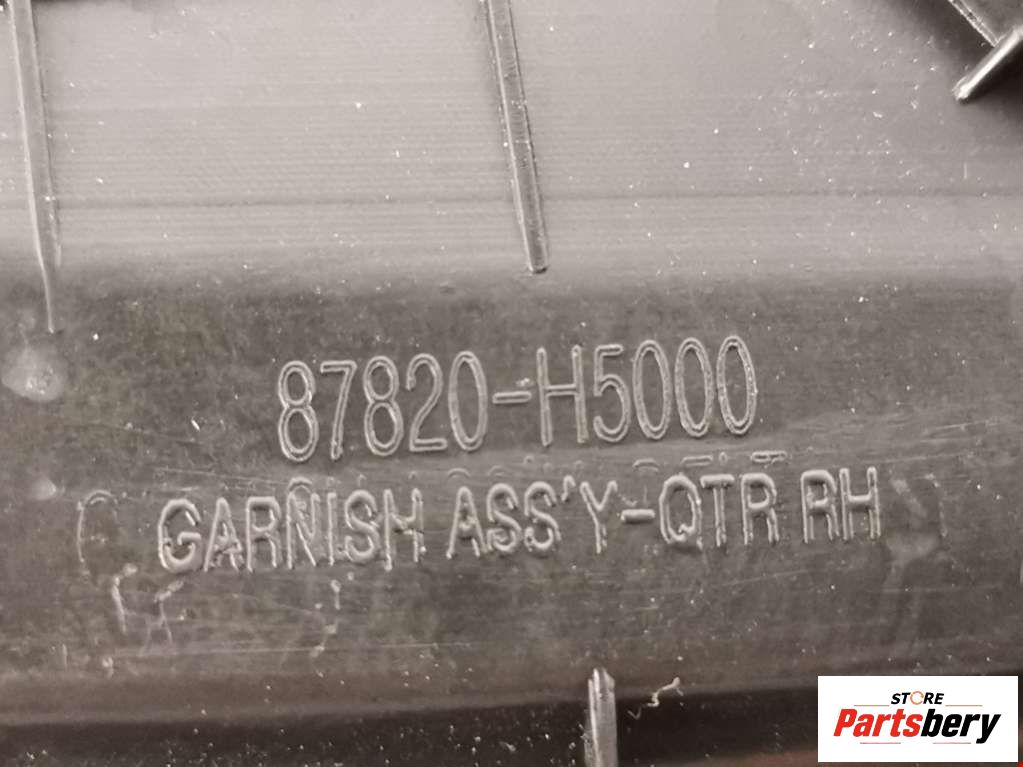 87820-H5000
GARNISH ASS'Y-QTR RH
STORE
Partsbery